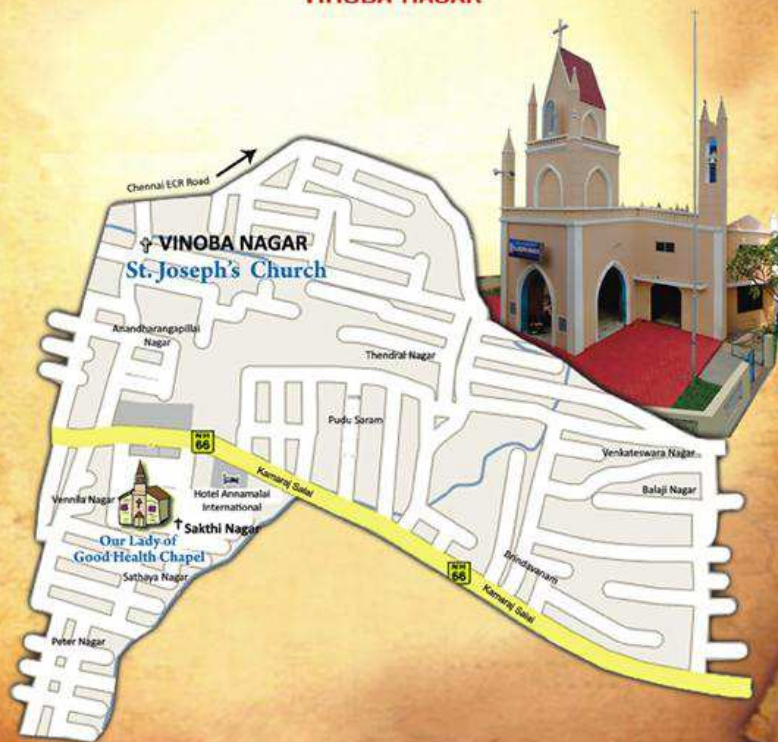 VINOBA NAGAR
Chennai ECR Road
VINOBA NAGAR
St. Joseph's Church
Anandharangapillai
Nagar
Thendral Nagar
Pudu Saram
NH
66
Kamaraj Salai
Venkateswara Nagar
Balaji Nagar
Vennila Nagar
Hotel Annamalai
International
Sakthi Nagar
Our Lady of
Good Health Chapel
Sathaya Nagar
Brindavanam
NH
66
Kamaraj Salai
Peter Nagar